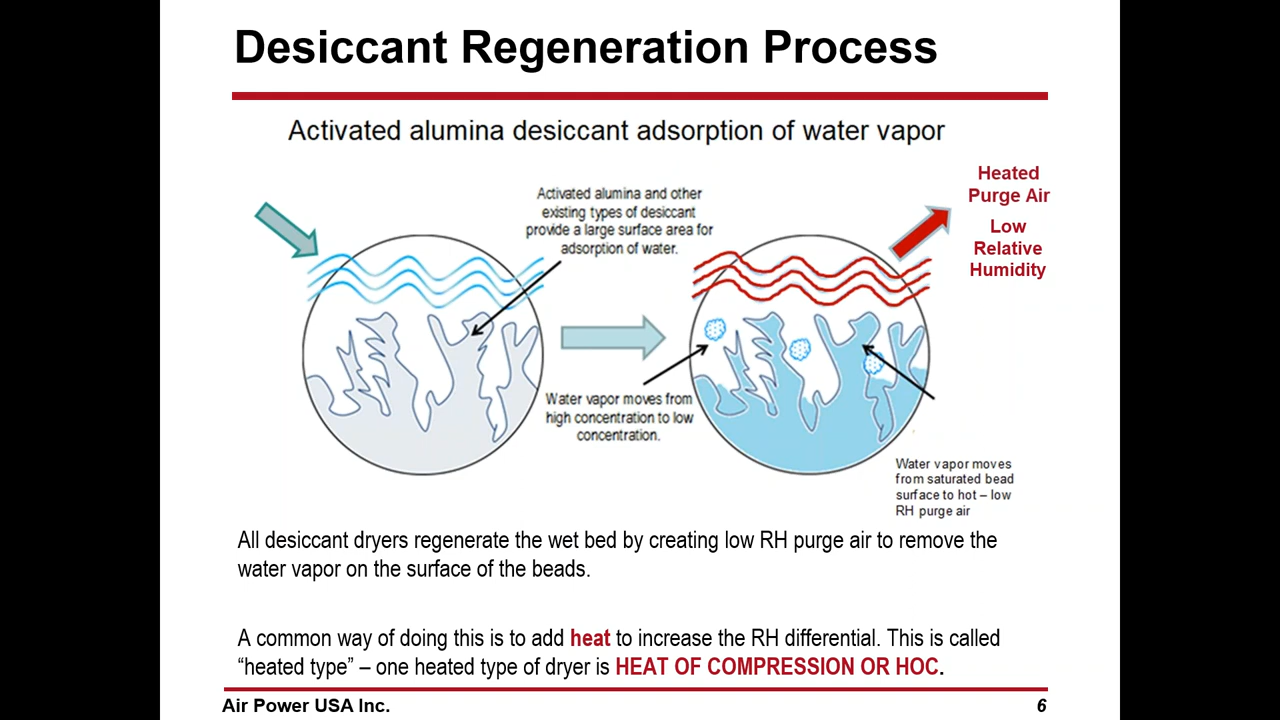 Desiccant Regeneration Process
Activated alumina desiccant adsorption of water vapor
Activated alumina and other
existing types of desiccant
provide a large surface area for
adsorption of water.
Heated
Purge Air
Low
Relative
Humidity
Water vapor moves from
high concentration to low
concentration.
Water vapor moves
from saturated bead
surface to hot – low
RH purge air
All desiccant dryers regenerate the wet bed by creating low RH purge air to remove the
water vapor on the surface of the beads.
A common way of doing this is to add heat to increase the RH differential. This is called
“heated type” – one heated type of dryer is HEAT OF COMPRESSION OR HOC.
Air Power USA Inc.
6